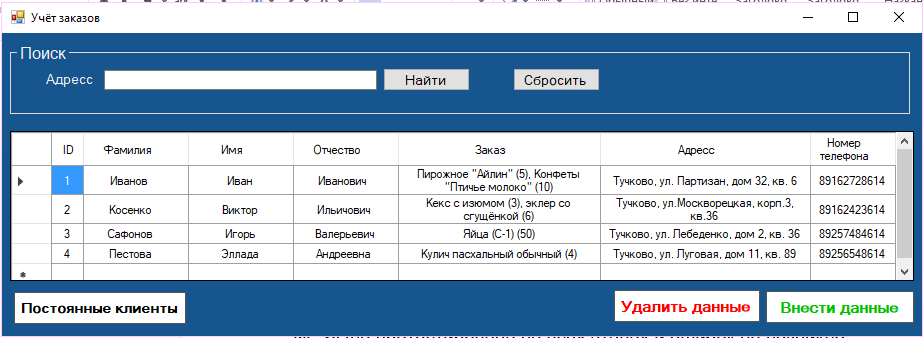 Учёт заказов
Поиск
Адресс Найти Сбросить
ID Фамилия Имя Отчество Заказ Адресс Номер телефона
1 Иванов Иван Иванович Пирожное "Айлин" (5), Конфеты "Птичье молоко" (10) Тучково, ул. Партизан, дом 32, кв. 6 89162728614
2 Косенко Виктор Ильичович Кекс с изюмом (3), эклер со сгущёнкой (6) Тучково, ул.Москворецкая, корп.3, кв.36 89162423614
3 Сафонов Игорь Валерьевич Яйца (С-1) (50) Тучково, ул. Лебеденко, дом 2, кв. 36 89257484614
4 Пестова Эллада Андреевна Кулич пасхальный обычный (4) Тучково, ул. Луговая, дом 11, кв. 89 89256548614
Постоянные клиенты Удалить данные Внести данные